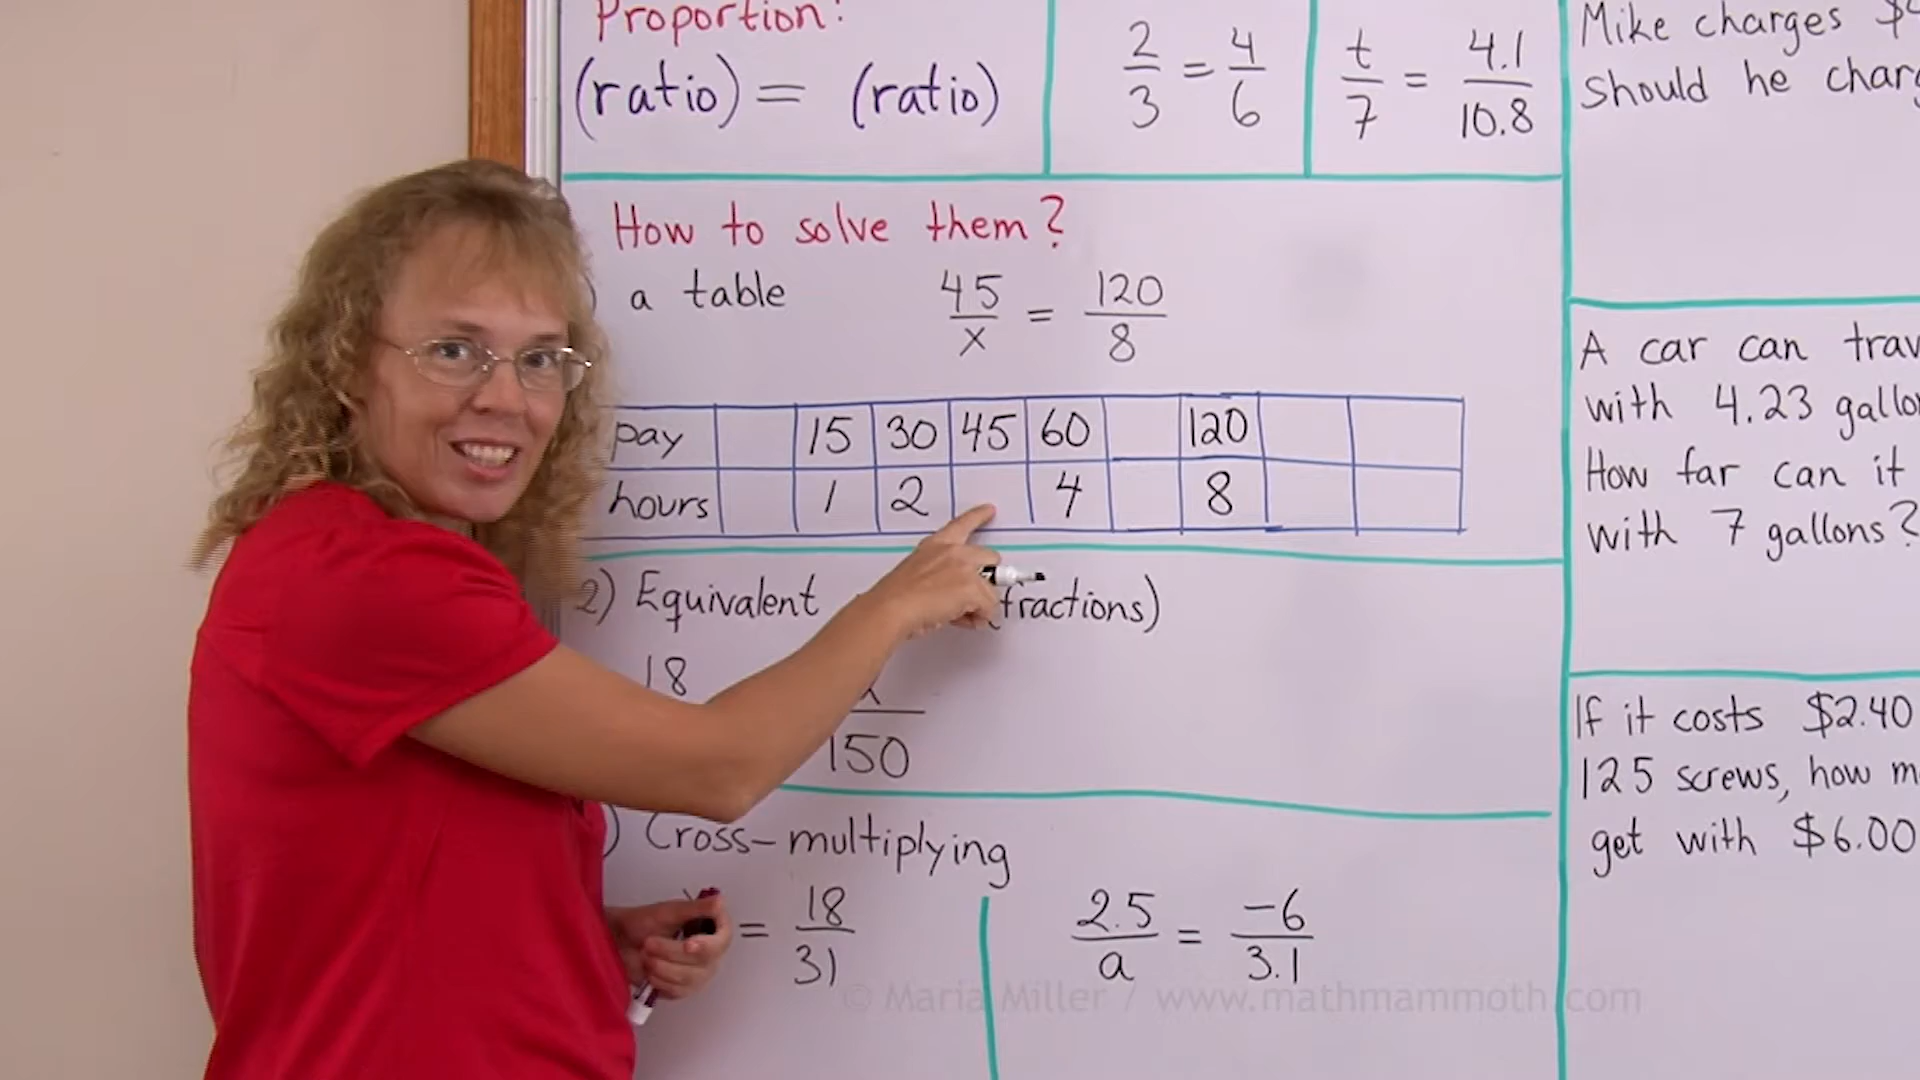 Proportion:
(ratio) = (ratio)
2/3 = 4/6
t/7 = 4.1/10.8
Mike charges
should he
How to solve them?
) a table
45/x = 120/8
pay 15 30 45 60 120
hours 1 2 4 8
A car can
with 4.23
How far can it
with 7 gallons?
2) Equivalent fractions)
18
150
If it costs $2.40
125 screws, how
get with $6.00
) Cross-multiplying
= 18/31
2.5/a = -6/3.1
© Maria Miller / www.mathmammoth.com